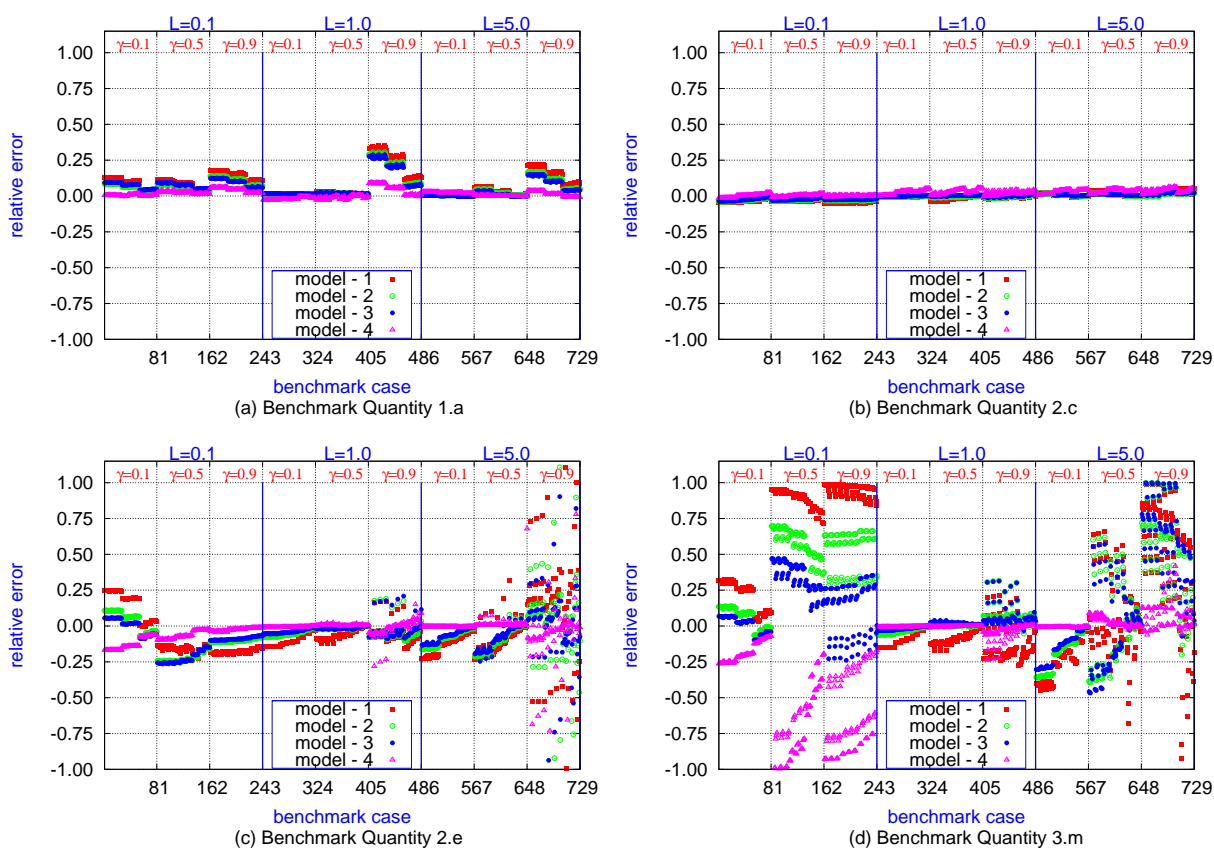 L=0.1 L=1.0 L=5.0
γ=0.1 γ=0.5 γ=0.9 γ=0.1 γ=0.5 γ=0.9 γ=0.1 γ=0.5 γ=0.9
1.00
0.75
0.50
0.25
0.00
-0.25
-0.50
-0.75
-1.00
relative error
model - 1
model - 2
model - 3
model - 4
81 162 243 324 405 486 567 648 729
benchmark case
(a) Benchmark Quantity 1.a
L=0.1 L=1.0 L=5.0
γ=0.1 γ=0.5 γ=0.9 γ=0.1 γ=0.5 γ=0.9 γ=0.1 γ=0.5 γ=0.9
1.00
0.75
0.50
0.25
0.00
-0.25
-0.50
-0.75
-1.00
relative error
model - 1
model - 2
model - 3
model - 4
81 162 243 324 405 486 567 648 729
benchmark case
(b) Benchmark Quantity 2.c
L=0.1 L=1.0 L=5.0
γ=0.1 γ=0.5 γ=0.9 γ=0.1 γ=0.5 γ=0.9 γ=0.1 γ=0.5 γ=0.9
1.00
0.75
0.50
0.25
0.00
-0.25
-0.50
-0.75
-1.00
relative error
model - 1
model - 2
model - 3
model - 4
81 162 243 324 405 486 567 648 729
benchmark case
(c) Benchmark Quantity 2.e
L=0.1 L=1.0 L=5.0
γ=0.1 γ=0.5 γ=0.9 γ=0.1 γ=0.5 γ=0.9 γ=0.1 γ=0.5 γ=0.9
1.00
0.75
0.50
0.25
0.00
-0.25
-0.50
-0.75
-1.00
relative error
model - 1
model - 2
model - 3
model - 4
81 162 243 324 405 486 567 648 729
benchmark case
(d) Benchmark Quantity 3.m